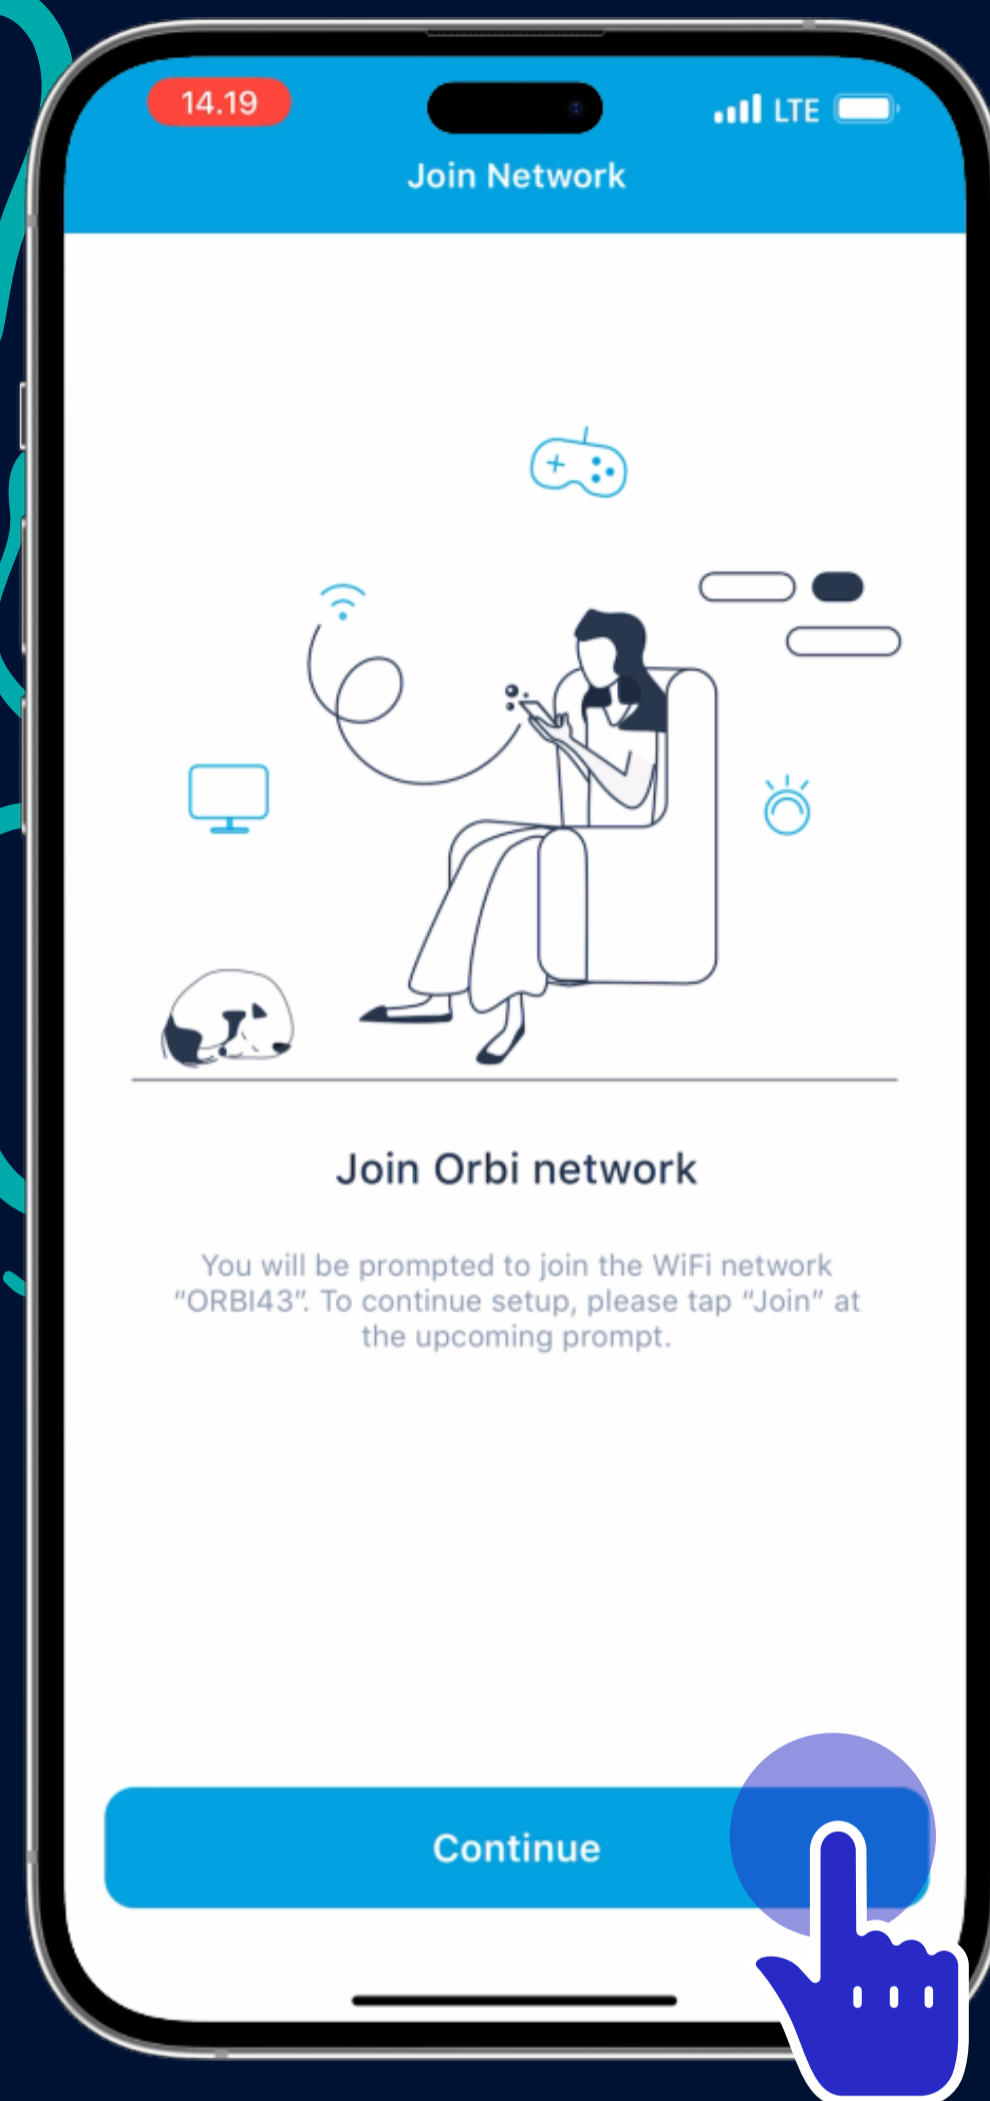 14.19
LTE
Join Network
Join Orbi network
You will be prompted to join the WiFi network
“ORBI43”. To continue setup, please tap “Join” at
the upcoming prompt.
Continue